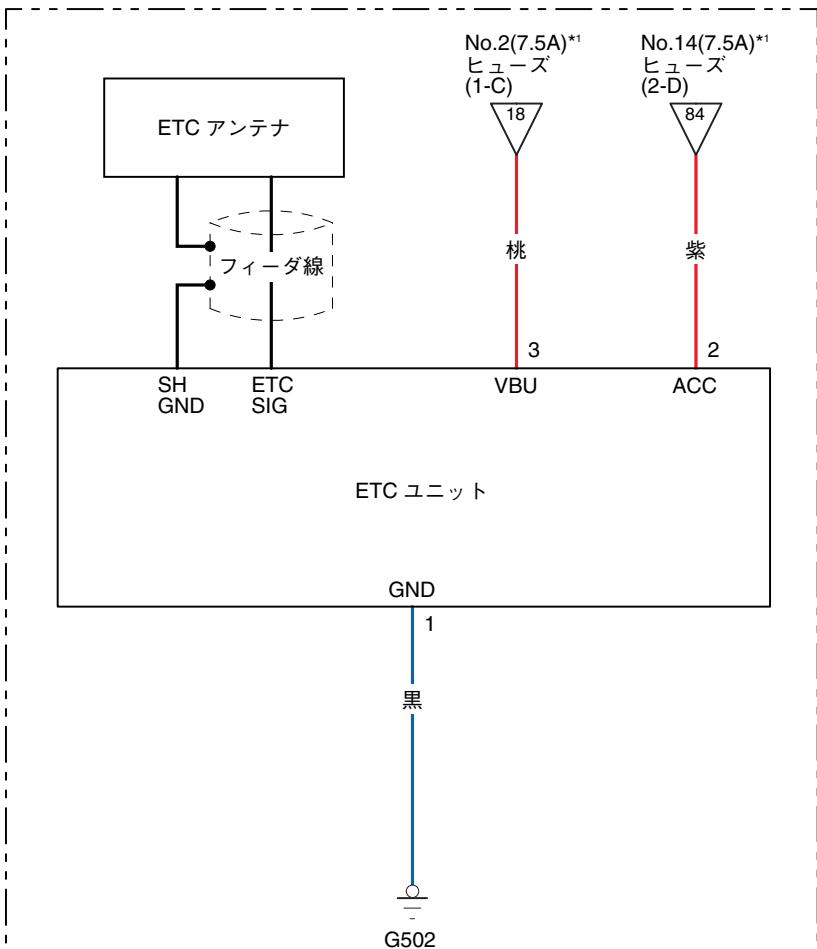 No.2(7.5A)*1
ヒューズ
(1-C)
18
No.14(7.5A)*1
ヒューズ
(2-D)
84
ETC アンテナ
フィーダ線
桃
紫
3
2
SH
GND
ETC
SIG
VBU
ACC
ETC ユニット
GND
1
黒
G502